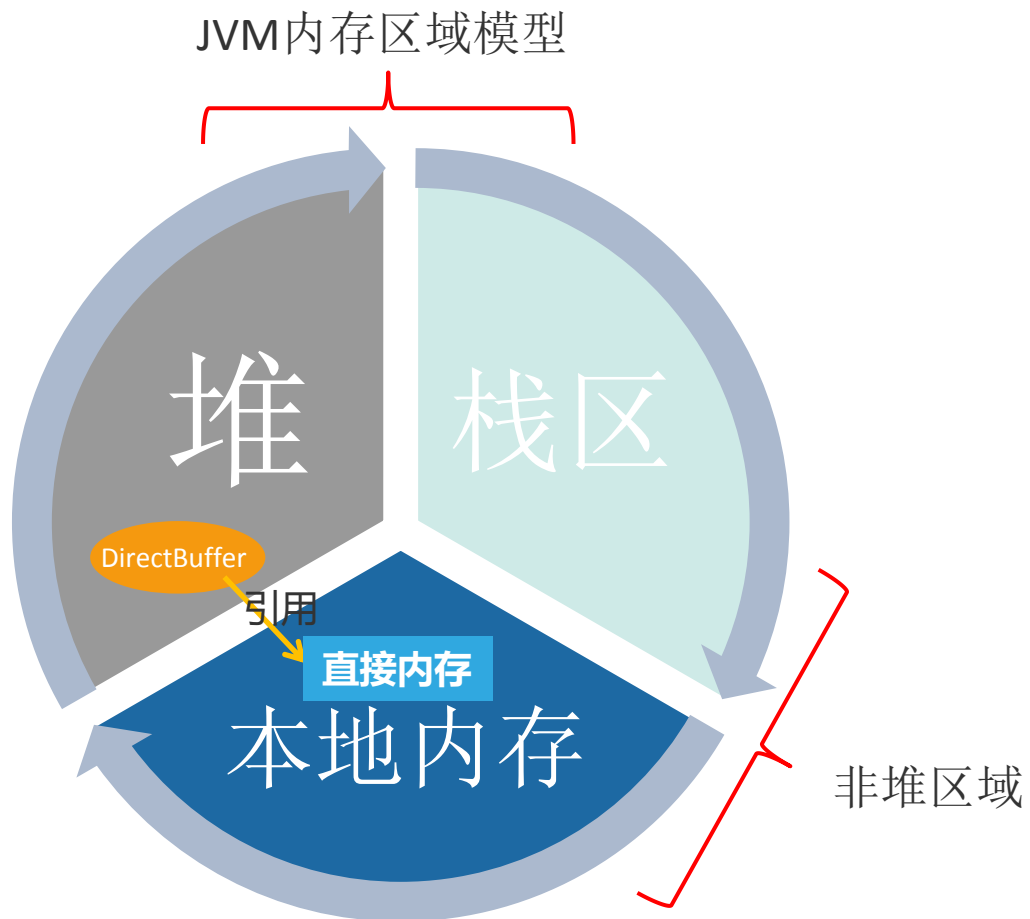 JVM内存区域模型
堆
栈区
DirectBuffer
引用
直接内存
本地内存
非堆区域